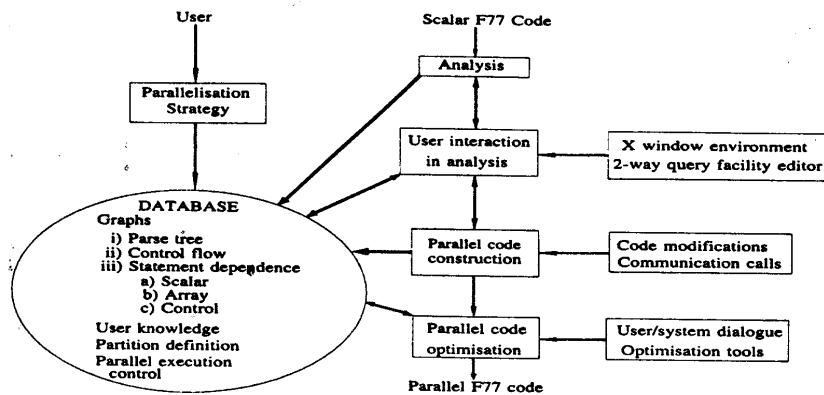 User
Scalar F77 Code
Analysis
Parallelisation
Strategy
User interaction
in analysis
X window environment
2-way query facility editor
DATABASE
Graphs
i) Parse tree
ii) Control flow
iii) Statement dependence
a) Scalar
b) Array
c) Control
User knowledge
Partition definition
Parallel execution
control
Parallel code
construction
Code modifications
Communication calls
Parallel code
optimisation
User/system dialogue
Optimisation tools
Parallel F77 code